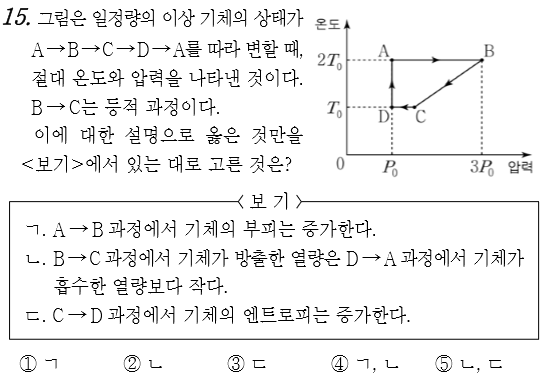 15. 그림은 일정량의 이상 기체의 상태가
A→B→C→D→A를 따라 변할 때,
절대 온도와 압력을 나타낸 것이다.
B→C는 등적 과정이다.
이에 대한 설명으로 옳은 것만을
<보기>에서 있는 대로 고른 것은?
온도
2T₀
A
B
T₀
D
C
0
P₀
3P₀
압력
<보 기>
ㄱ. A→B과정에서 기체의 부피는 증가한다.
ㄴ. B→C과정에서 기체가 방출한 열량은 D→A과정에서 기체가
흡수한 열량보다 작다.
ㄷ. C→D과정에서 기체의 엔트로피는 증가한다.
① ㄱ ② ㄴ ③ ㄷ ④ ㄱ, ㄴ ⑤ ㄴ, ㄷ